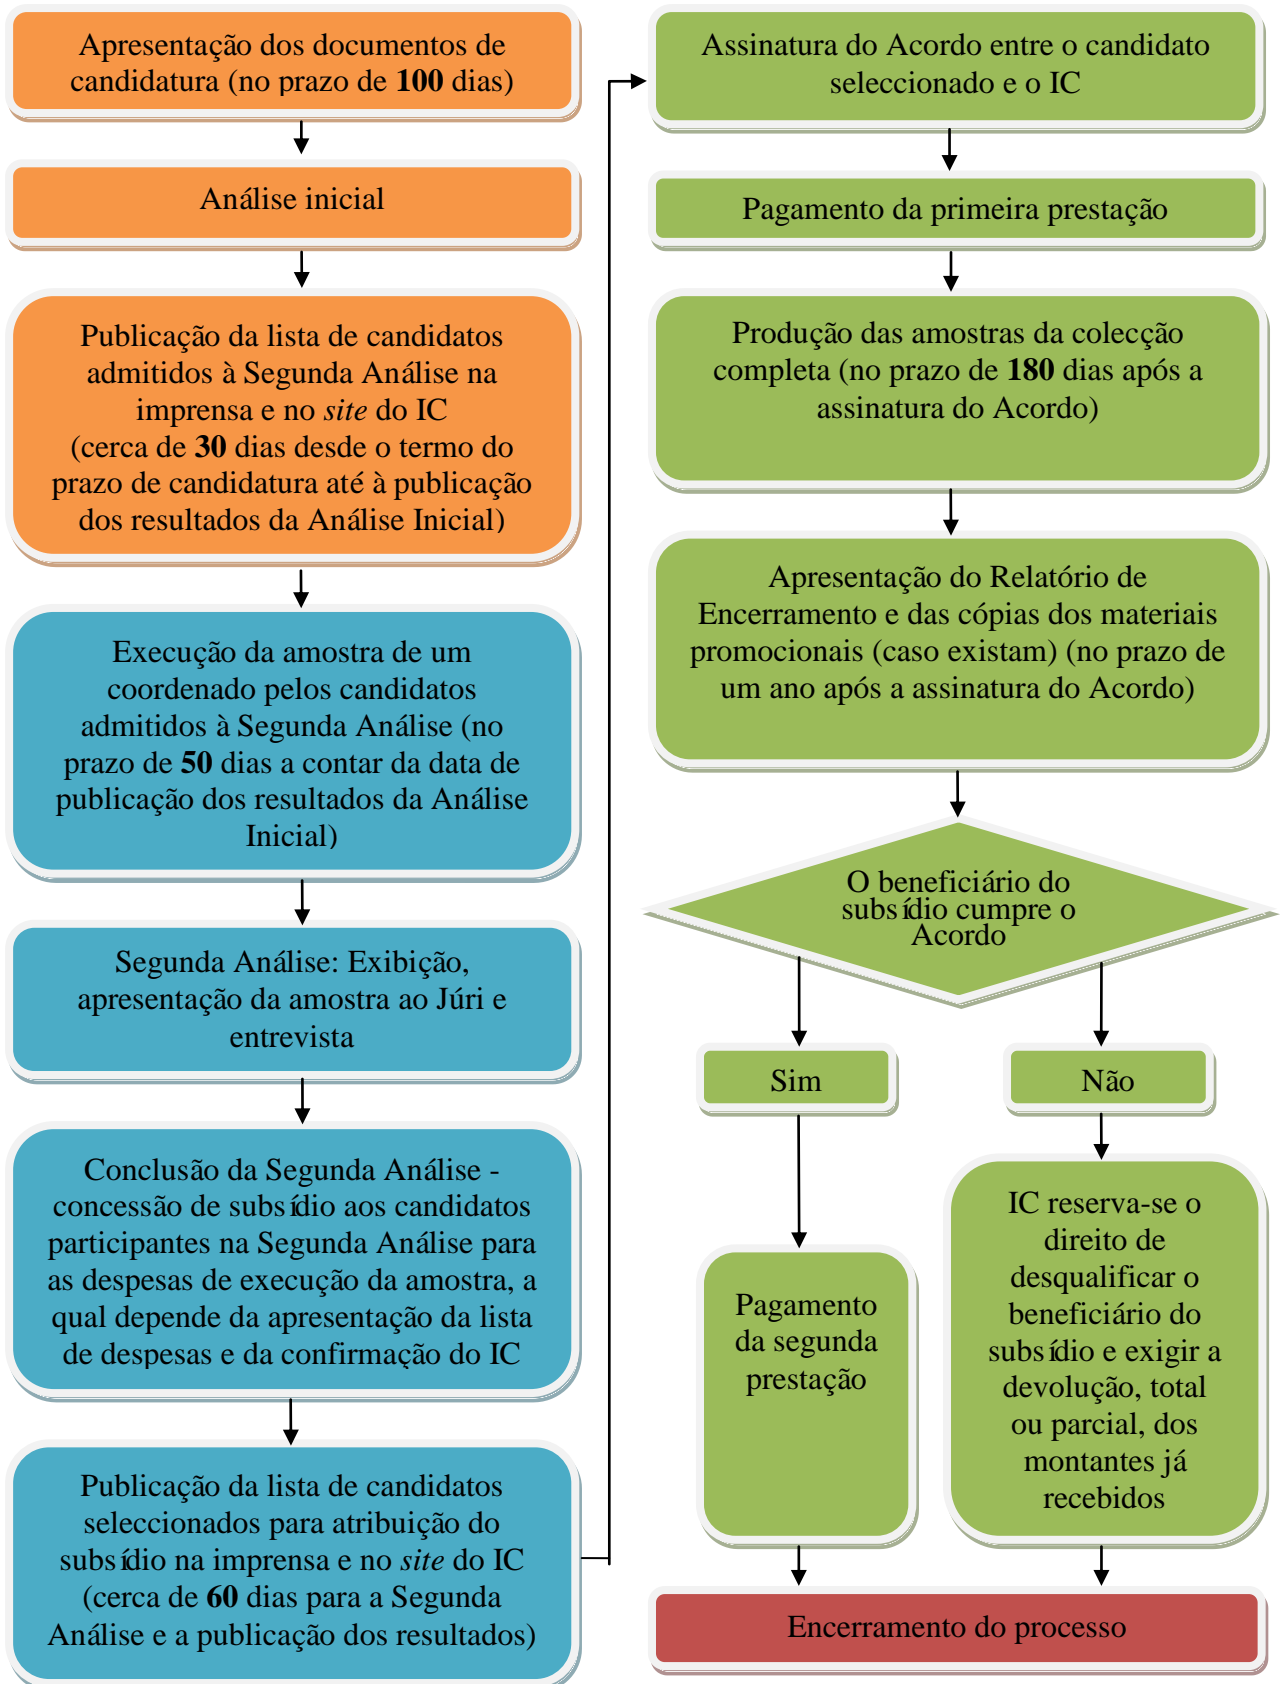 Apresentação dos documentos de
candidatura (no prazo de 100 dias)
Análise inicial
Publicação da lista de candidatos
admitidos à Segunda Análise na
imprensa e no site do IC
(cerca de 30 dias desde o termo do
prazo de candidatura até à publicação
dos resultados da Análise Inicial)
Execução da amostra de um
coordenado pelos candidatos
admitidos à Segunda Análise (no
prazo de 50 dias a contar da data de
publicação dos resultados da Análise
Inicial)
Segunda Análise: Exibição,
apresentação da amostra ao Júri e
entrevista
Conclusão da Segunda Análise -
concessão de subsídio aos candidatos
participantes na Segunda Análise para
as despesas de execução da amostra, a
qual depende da apresentação da lista
de despesas e da confirmação do IC
Publicação da lista de candidatos
seleccionados para atribuição do
subsídio na imprensa e no site do IC
(cerca de 60 dias para a Segunda
Análise e a publicação dos resultados)
Assinatura do Acordo entre o candidato
seleccionado e o IC
Pagamento da primeira prestação
Produção das amostras da colecção
completa (no prazo de 180 dias após a
assinatura do Acordo)
Apresentação do Relatório de
Encerramento e das cópias dos materiais
promocionais (caso existam) (no prazo de
um ano após a assinatura do Acordo)
O beneficiário do
subsídio cumpre o
Acordo
Sim
Pagamento
da segunda
prestação
Não
IC reserva-se o
direito de
desqualificar o
beneficiário do
subsídio e exigir a
devolução, total
ou parcial, dos
montantes já
recebidos
Encerramento do processo